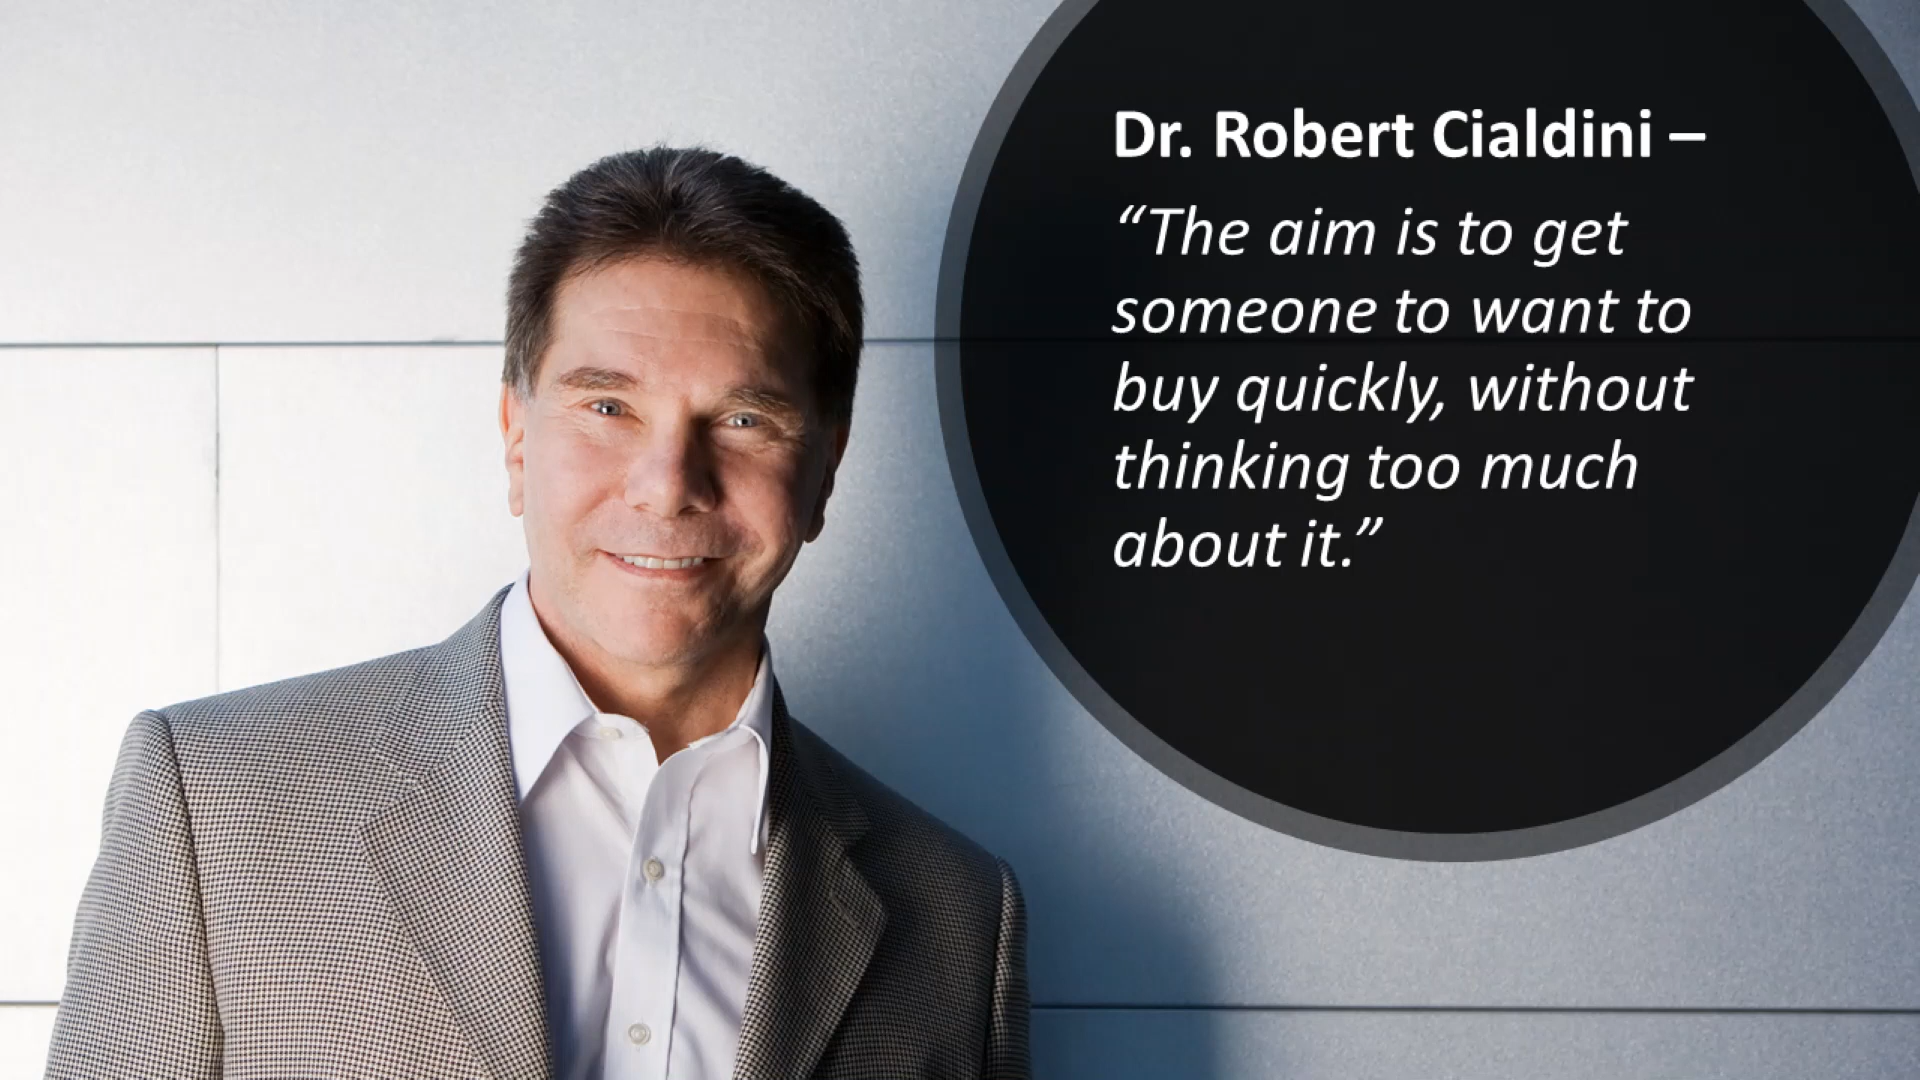 Dr. Robert Cialdini –
“The aim is to get
someone to want to
buy quickly, without
thinking too much
about it.”